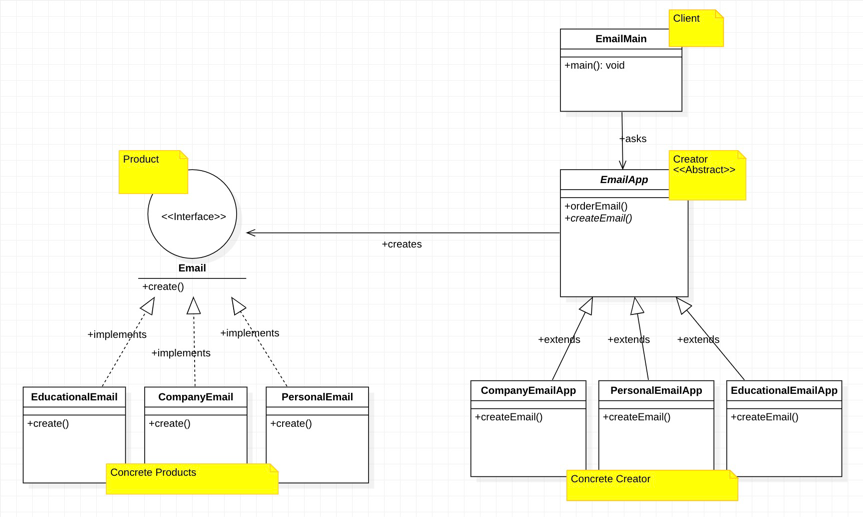 Client
EmailMain
+main(): void
+asks
Product
<<Interface>>
Email
+create()
+creates
Creator
<<Abstract>>
EmailApp
+orderEmail()
+createEmail()
+implements
+implements
+implements
+extends
+extends
+extends
EducationalEmail
+create()
CompanyEmail
+create()
PersonalEmail
+create()
Concrete Products
CompanyEmailApp
+createEmail()
PersonalEmailApp
+createEmail()
EducationalEmailApp
+createEmail()
Concrete Creator